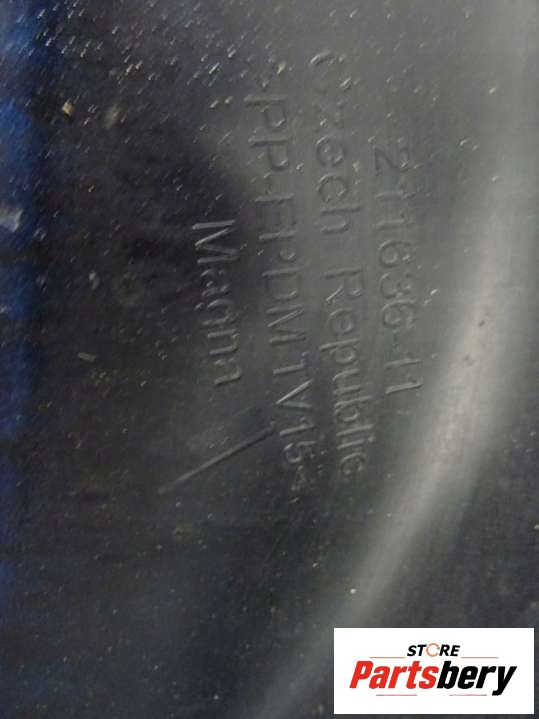 211636-11
Czech Republic
>PP-EPDM TV15<
Magna
STORE
Partsbery